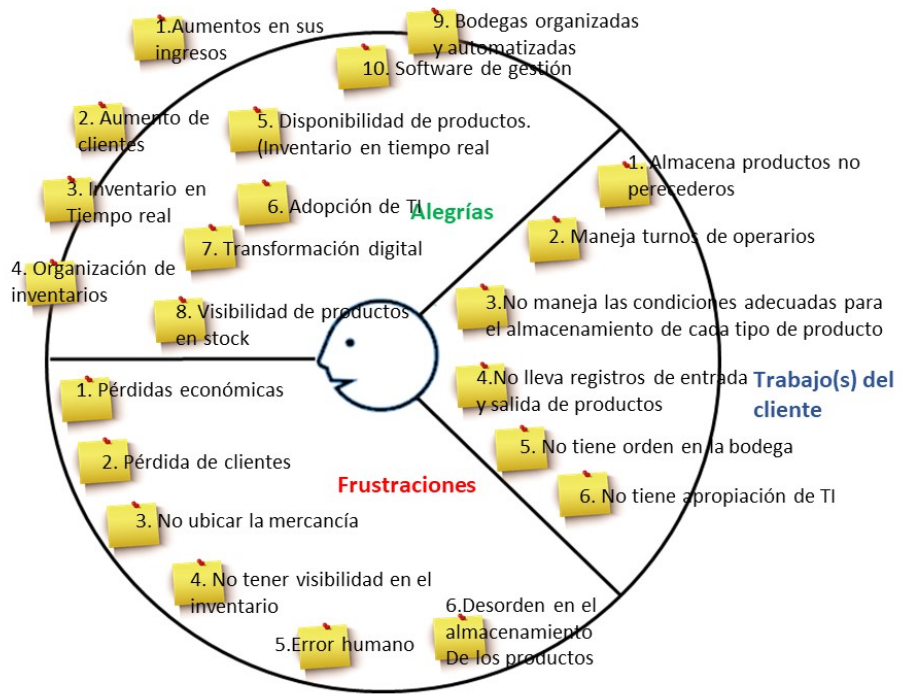 1.Aumentos en sus
ingresos
9. Bodegas organizadas
y automatizadas
10. Software de gestión
2. Aumento de
clientes
5. Disponibilidad de productos.
(Inventario en tiempo real
3. Inventario en
Tiempo real
6. Adopción de TI
Alegrías
7. Transformación digital
4. Organización de
inventarios
8. Visibilidad de productos
en stock
1. Almacena productos no
perecederos
2. Maneja turnos de operarios
3.No maneja las condiciones adecuadas para
el almacenamiento de cada tipo de producto
4.No lleva registros de entrada
y salida de productos
Trabajo(s) del
cliente
5. No tiene orden en la bodega
6. No tiene apropiación de TI
1. Pérdidas económicas
2. Pérdida de clientes
Frustraciones
3. No ubicar la mercancía
4. No tener visibilidad en el
inventario
5.Error humano
6.Desorden en el
almacenamiento
De los productos